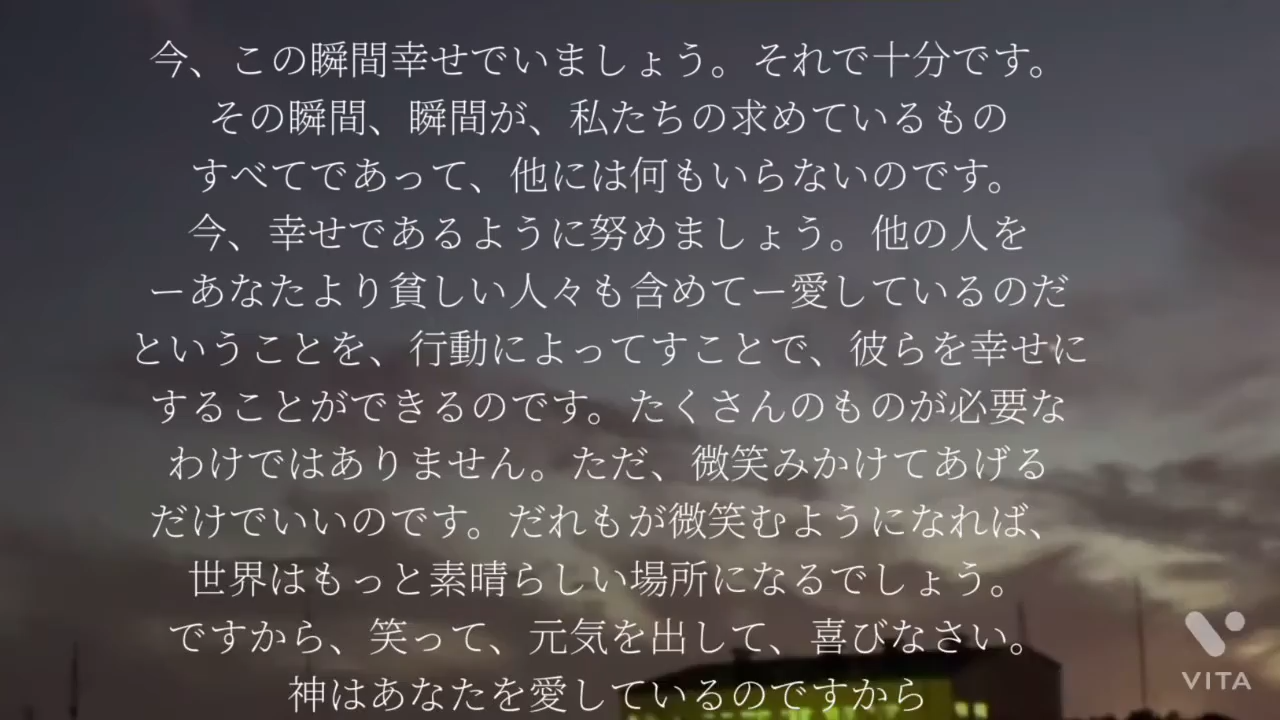 今、この瞬間幸せでいましょう。それで十分です。
その瞬間、瞬間が、私たちの求めているもの
すべてであって、他には何もいらないのです。
今、幸せであるように努めましょう。他の人を
ーあなたより貧しい人々も含めてー愛しているのだ
ということを、行動によってすことで、彼らを幸せに
することができるのです。たくさんのものが必要な
わけではありません。ただ、微笑みかけてあげる
だけでいいのです。だれもが微笑むようになれば、
世界はもっと素晴らしい場所になるでしょう。
ですから、笑って、元気を出して、喜びなさい。
神はあなたを愛しているのですから
VITA